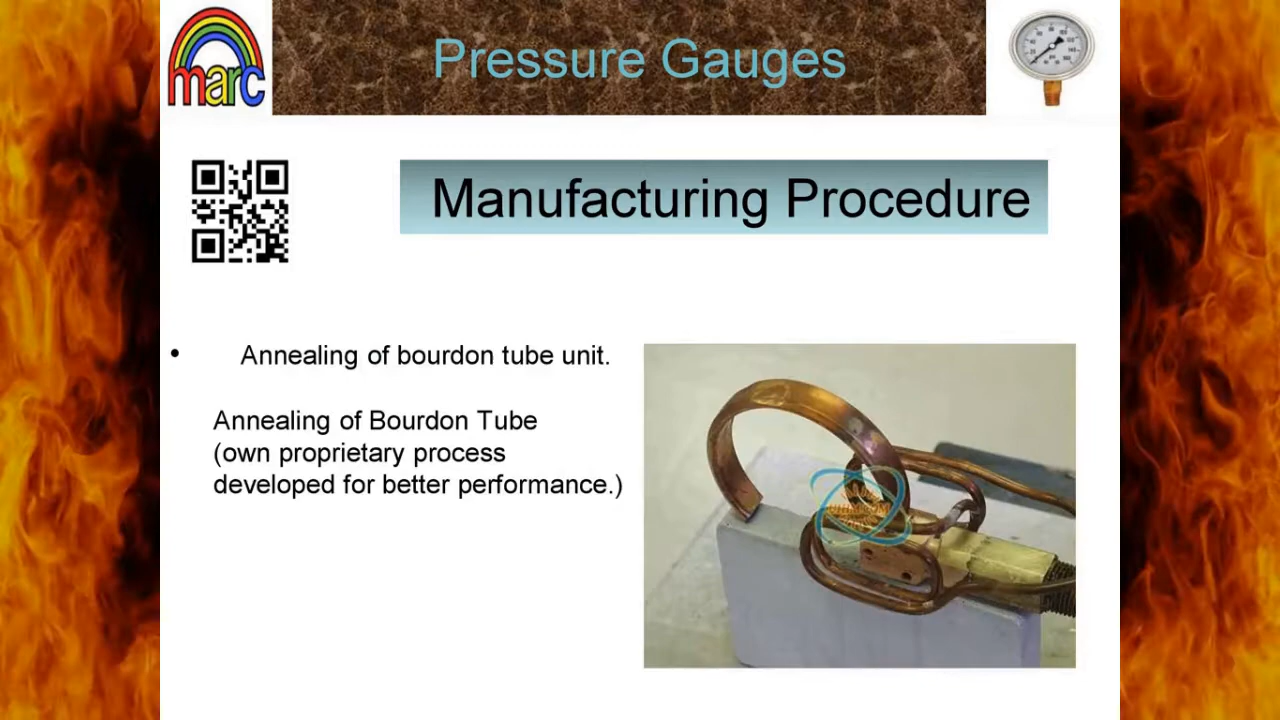 marc
Pressure Gauges
Manufacturing Procedure
• Annealing of bourdon tube unit.
Annealing of Bourdon Tube
(own proprietary process
developed for better performance.)